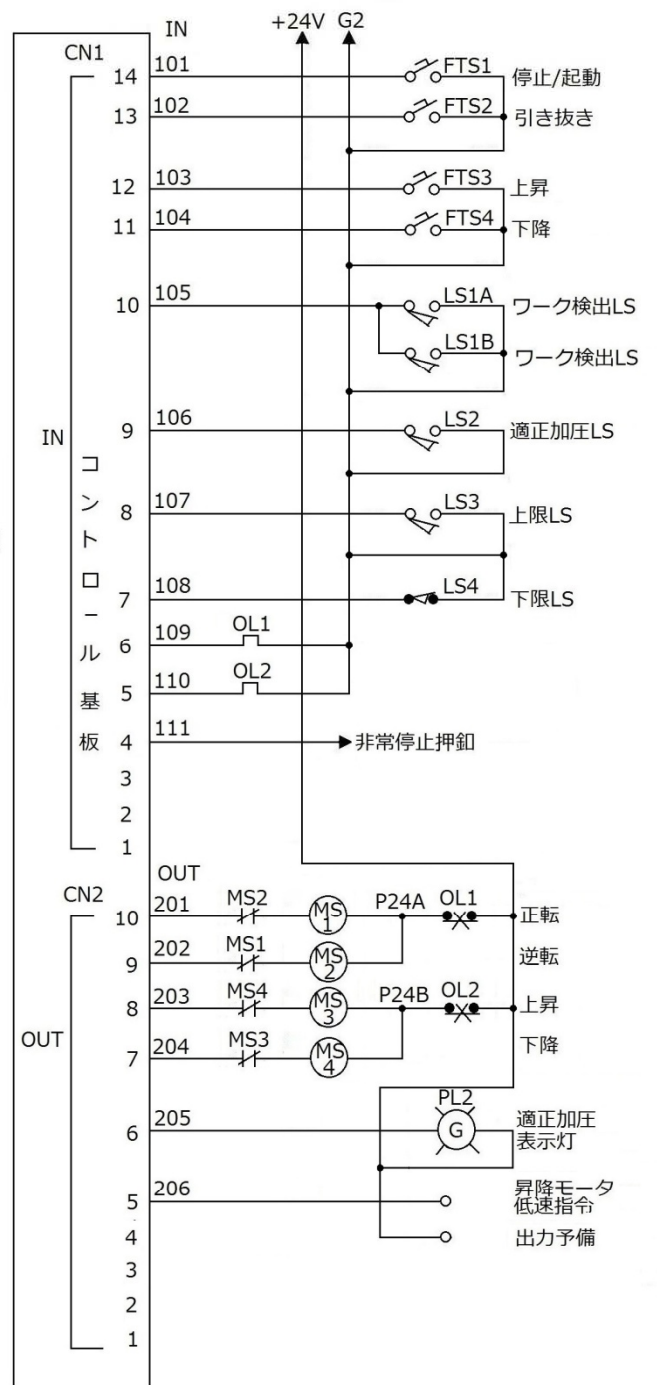 IN +24V G2
CN1
14 101 FTS1 停止/起動
13 102 FTS2 引き抜き
12 103 FTS3 上昇
11 104 FTS4 下降
10 105 LS1A ワーク検出LS
LS1B ワーク検出LS
9 106 LS2 適正加圧LS
IN
コントロール基板
8 107 LS3 上限LS
7 108 LS4 下限LS
6 109 OL1
5 110 OL2
4 111 非常停止押釦
3
2
1
OUT
CN2
10 201 MS2 MS1 P24A OL1 正転
9 202 MS1 MS2 逆転
8 203 MS4 MS3 P24B OL2 上昇
OUT
7 204 MS3 MS4 下降
PL2
6 205 G 適正加圧
表示灯
5 206 昇降モータ
低速指令
4 出力予備
3
2
1